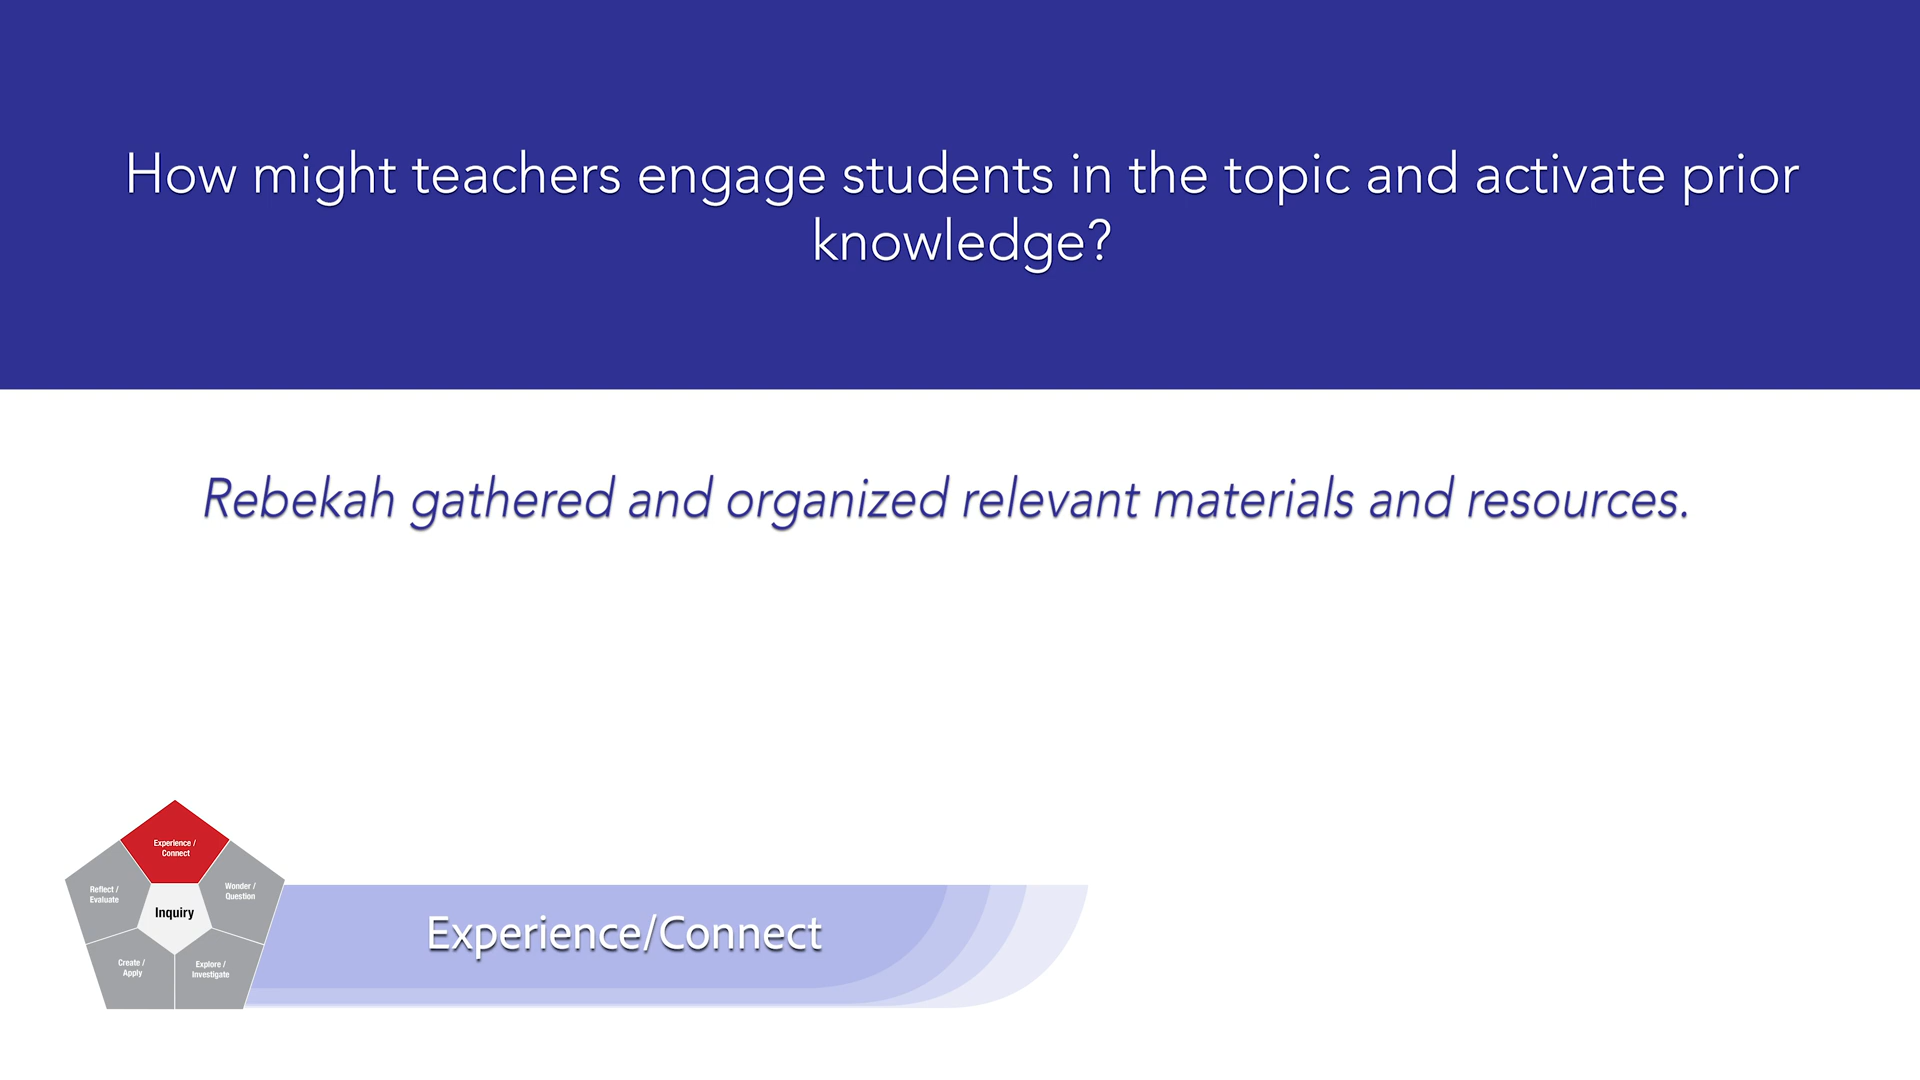 How might teachers engage students in the topic and activate prior
knowledge?
Rebekah gathered and organized relevant materials and resources.
Experience /
Connect
Reflect /
Evaluate
Wonder /
Question
Inquiry
Create /
Apply
Explore /
Investigate
Experience/Connect